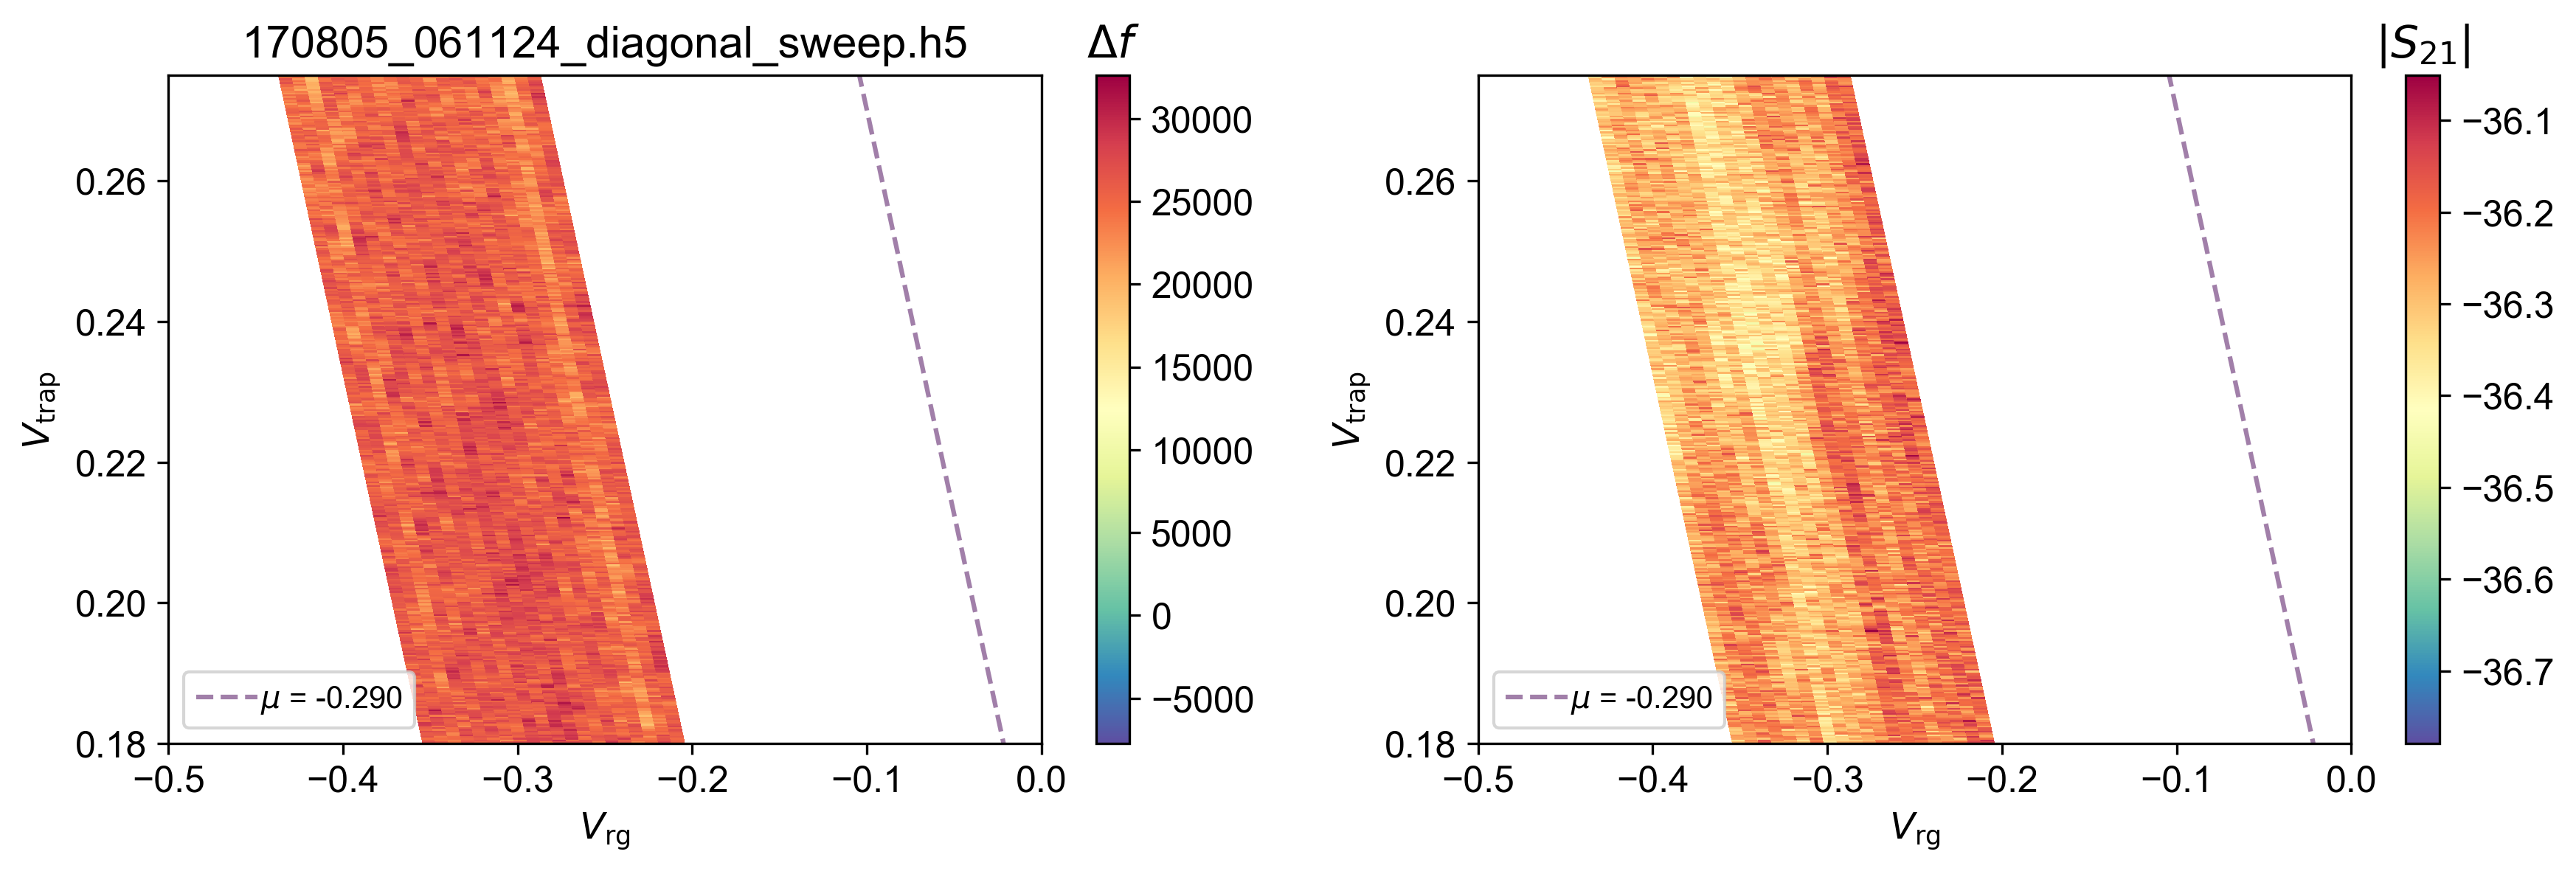 170805_061124_diagonal_sweep.h5
Δf
30000
25000
20000
15000
10000
5000
0
−5000
0.26
0.24
0.22
0.20
0.18
V_trap
−0.5 −0.4 −0.3 −0.2 −0.1 0.0
V_rg
μ = -0.290
|S_21|
−36.1
−36.2
−36.3
−36.4
−36.5
−36.6
−36.7
0.26
0.24
0.22
0.20
0.18
V_trap
−0.5 −0.4 −0.3 −0.2 −0.1 0.0
V_rg
μ = -0.290